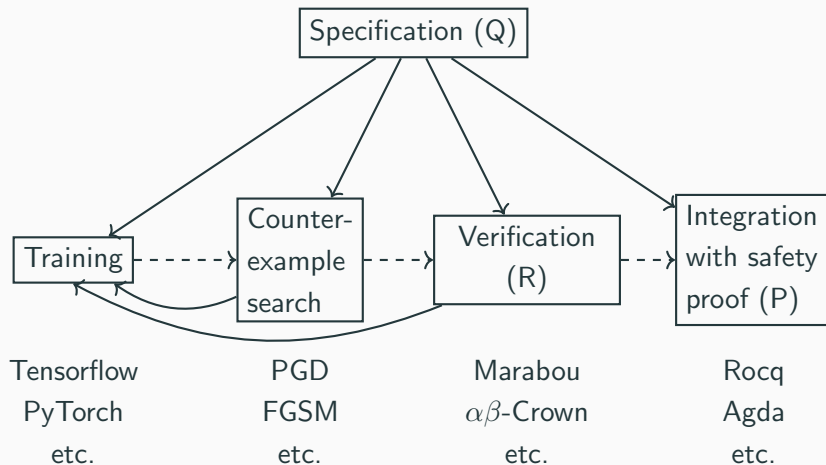 Specification (Q)
Training
Counter-
example
search
Verification
(R)
Integration
with safety
proof (P)
Tensorflow
PyTorch
etc.
PGD
FGSM
etc.
Marabou
αβ-Crown
etc.
Rocq
Agda
etc.